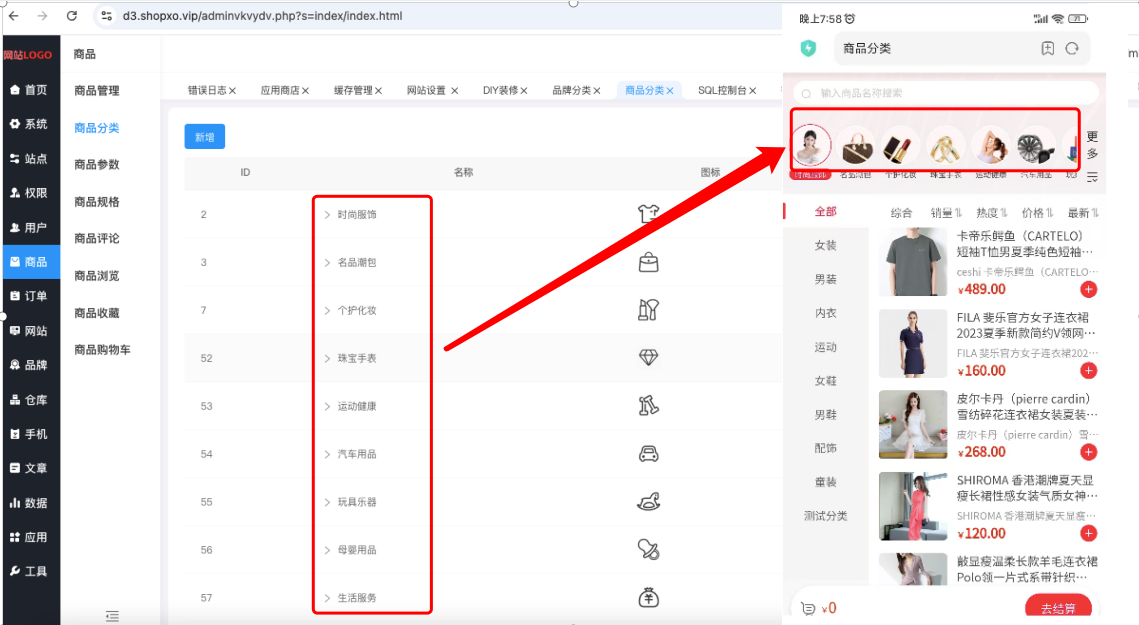 d3.shopxo.vip/adminvkvydv.php?s=index/index.html
网站LOGO
首页
系统
站点
权限
用户
商品
订单
网站
品牌
仓库
手机
文章
数据
应用
工具
商品
商品管理
商品分类
商品参数
商品规格
商品评论
商品浏览
商品收藏
商品购物车
错误日志 应用商店 缓存管理 网站设置 DIY装修 品牌分类 商品分类 SQL控制台
新增
ID 名称 图标
2 时尚服饰
3 名品潮包
7 个护化妆
52 珠宝手表
53 运动健康
54 汽车用品
55 玩具乐器
56 母婴用品
57 生活服务
晚上7:58
商品分类
输入商品名称搜索
更多
时尚服饰 名品潮包 个护化妆 珠宝手表 运动健康 汽车用品
全部
女装
男装
内衣
运动
女鞋
男鞋
配饰
童装
测试分类
综合 销量 热度 价格 最新
卡帝乐鳄鱼（CARTELO）
短袖T恤男夏季纯色短袖…
ceshi 卡帝乐鳄鱼（CARTELO…
¥489.00
FILA 斐乐官方女子连衣裙
2023夏季新款简约V领网…
FILA 斐乐官方女子连衣裙202…
¥160.00
皮尔卡丹（pierre cardin）
雪纺碎花连衣裙女装夏装…
皮尔卡丹（pierre cardin）雪…
¥268.00
SHIROMA 香港潮牌夏天显
瘦长裙性感女装气质女神…
SHIROMA 香港潮牌夏天显瘦…
¥120.00
敲显瘦温柔长款羊毛连衣裙
Polo领一片式系带针织…
¥0
去结算